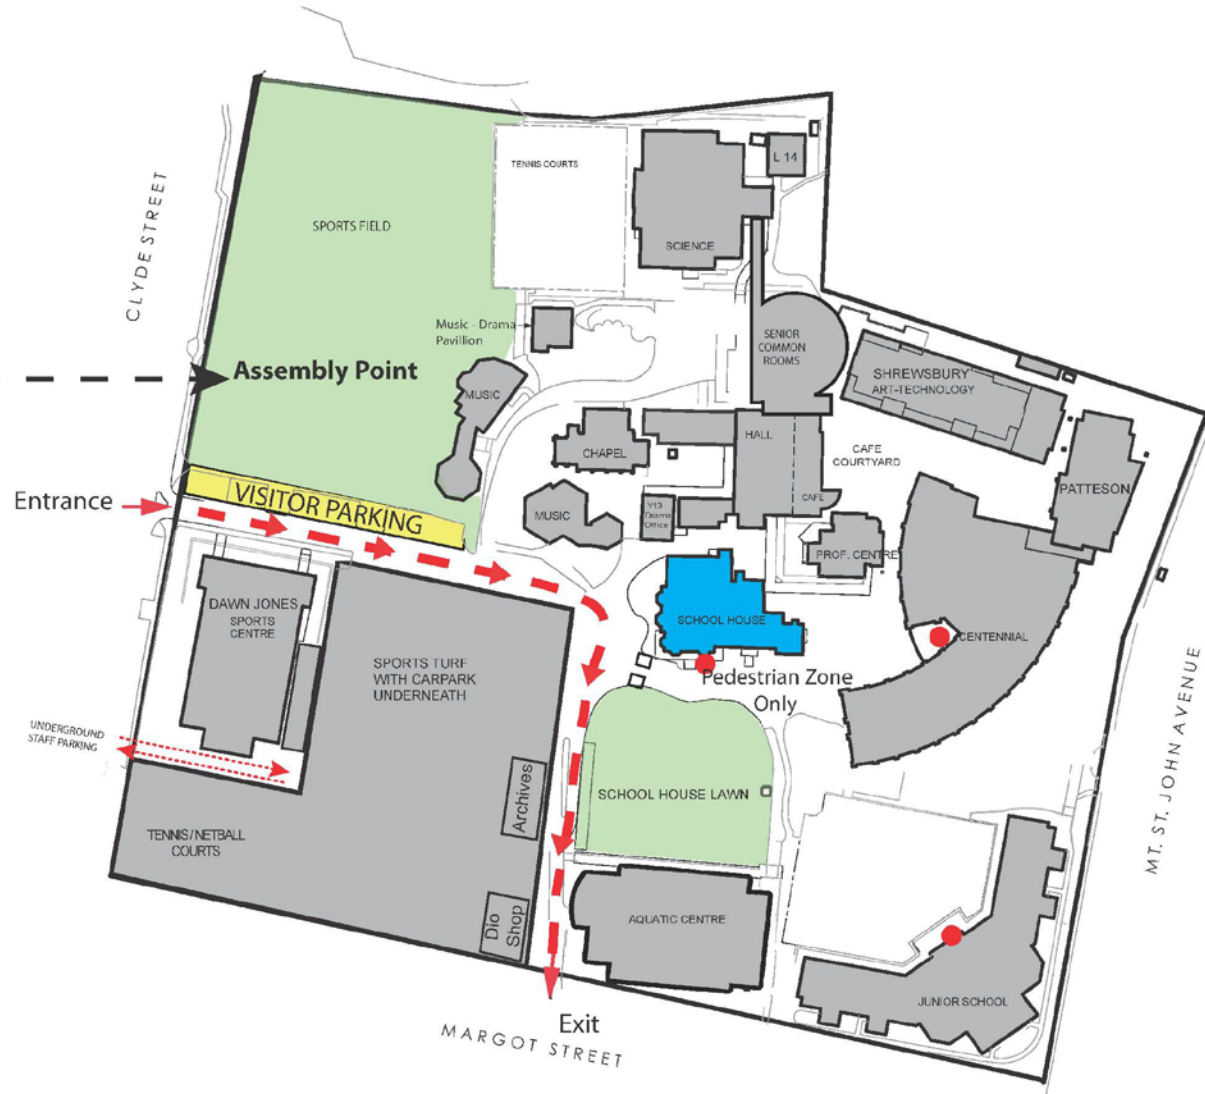 CLYDE STREET
TENNIS COURTS
L 14
SCIENCE
SPORTS FIELD
Music - Drama
Pavillion
SENIOR
COMMON
ROOMS
Assembly Point
MUSIC
SHREWSBURY
ART-TECHNOLOGY
HALL
CHAPEL
CAFE
COURTYARD
PATTESON
Entrance
VISITOR PARKING
MUSIC
Y13
Drama
Office
CAFE
PROF. CENTRE
DAWN JONES
SPORTS
CENTRE
SCHOOL HOUSE
CENTENNIAL
SPORTS TURF
WITH CARPARK
UNDERNEATH
Pedestrian Zone
Only
UNDERGROUND
STAFF PARKING
MT. ST. JOHN AVENUE
Archives
SCHOOL HOUSE LAWN
TENNIS/NETBALL
COURTS
Dio
Shop
AQUATIC CENTRE
JUNIOR SCHOOL
Exit
MARGOT STREET